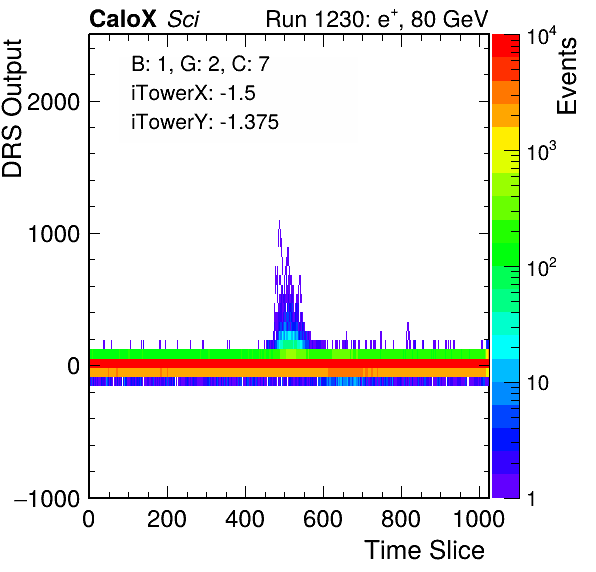 CaloX Sci Run 1230: e⁺, 80 GeV
DRS Output
Events
B: 1, G: 2, C: 7
iTowerX: -1.5
iTowerY: -1.375
2000
1000
0
−1000
0 200 400 600 800 1000
Time Slice
10⁴
10³
10²
10
1